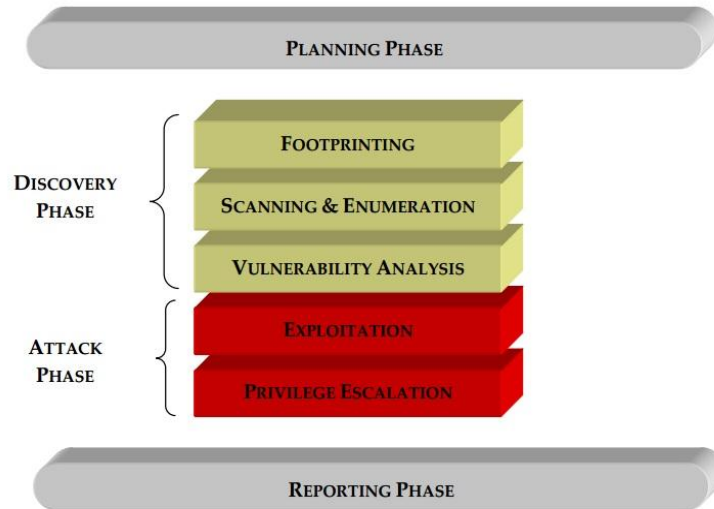 PLANNING PHASE
FOOTPRINTING
DISCOVERY
PHASE
SCANNING & ENUMERATION
VULNERABILITY ANALYSIS
EXPLOITATION
ATTACK
PHASE
PRIVILEGE ESCALATION
REPORTING PHASE